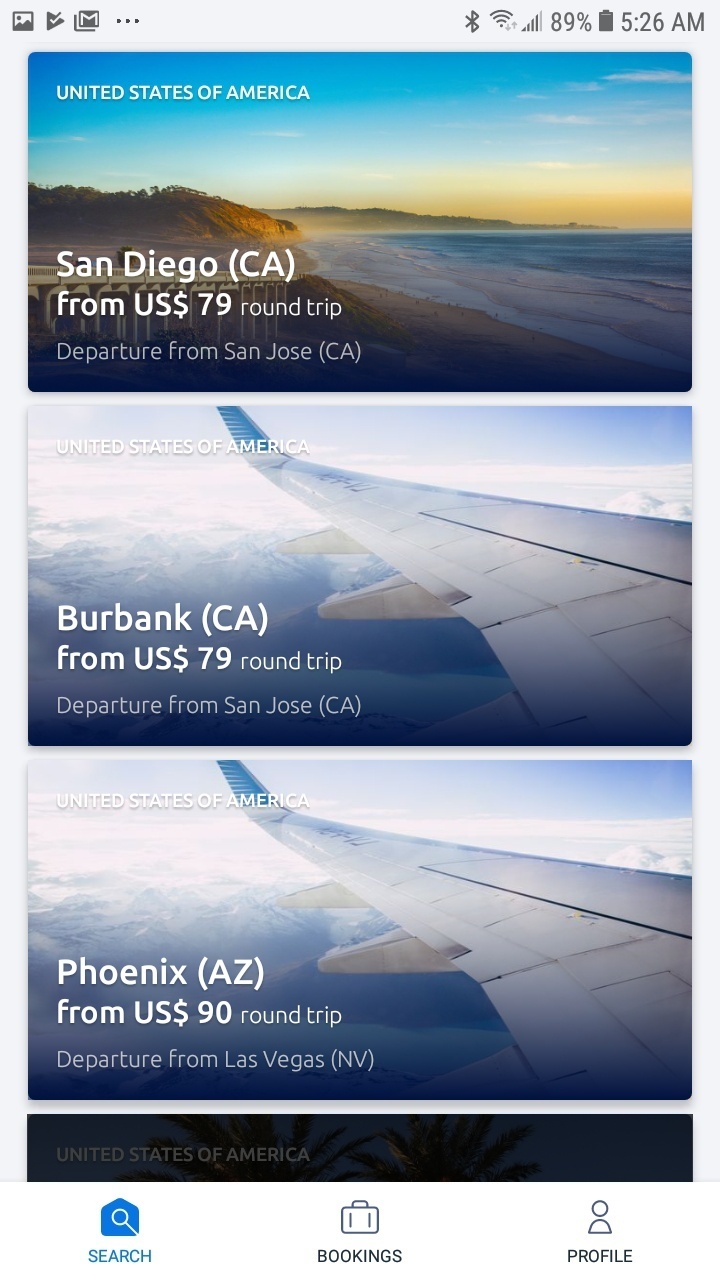 89% 5:26 AM
UNITED STATES OF AMERICA
San Diego (CA)
from US$ 79 round trip
Departure from San Jose (CA)
UNITED STATES OF AMERICA
Burbank (CA)
from US$ 79 round trip
Departure from San Jose (CA)
UNITED STATES OF AMERICA
Phoenix (AZ)
from US$ 90 round trip
Departure from Las Vegas (NV)
UNITED STATES OF AMERICA
SEARCH BOOKINGS PROFILE